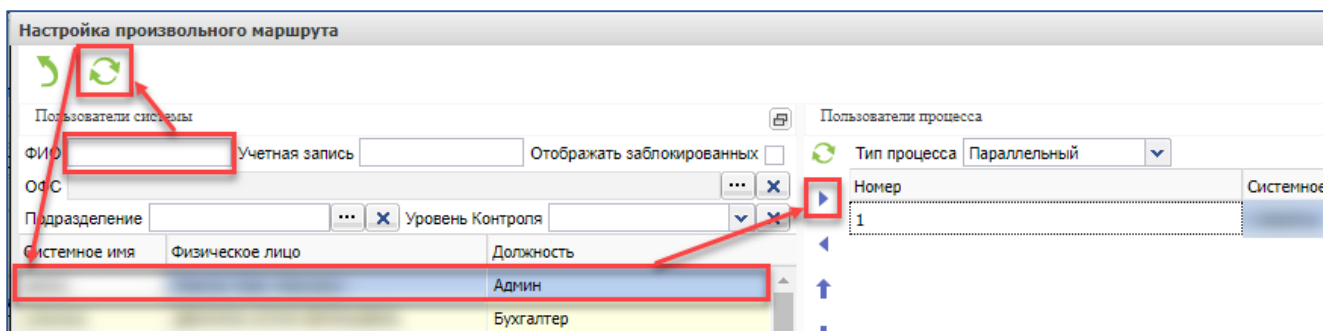 Настройка произвольного маршрута
Пользователи системы
Пользователи процесса
ФИО Учетная запись Отображать заблокированных
Тип процесса Параллельный
ОФС
Номер Системное
Подразделение Уровень Контроля
1
Системное имя Физическое лицо Должность
Админ
Бухгалтер